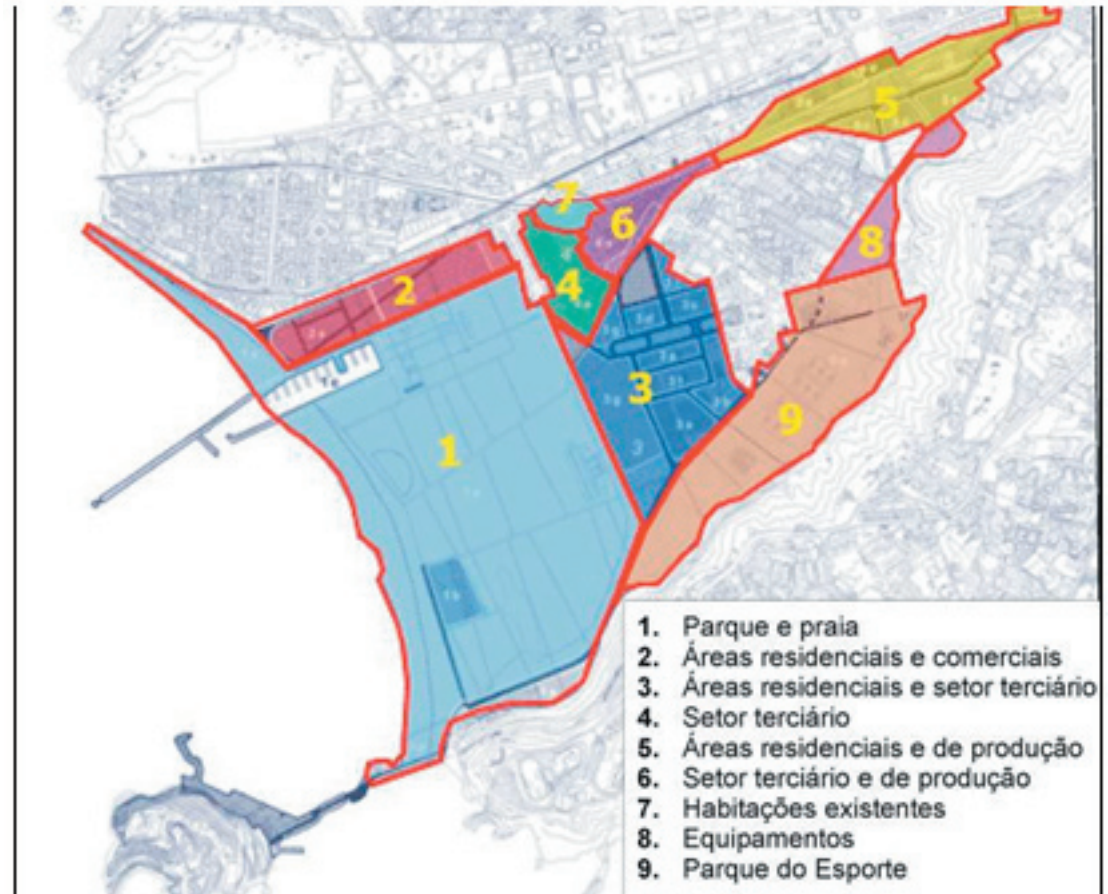 5
7
6
8
2
4
3
1
9
1. Parque e praia
2. Áreas residenciais e comerciais
3. Áreas residenciais e setor terciário
4. Setor terciário
5. Áreas residenciais e de produção
6. Setor terciário e de produção
7. Habitações existentes
8. Equipamentos
9. Parque do Esporte